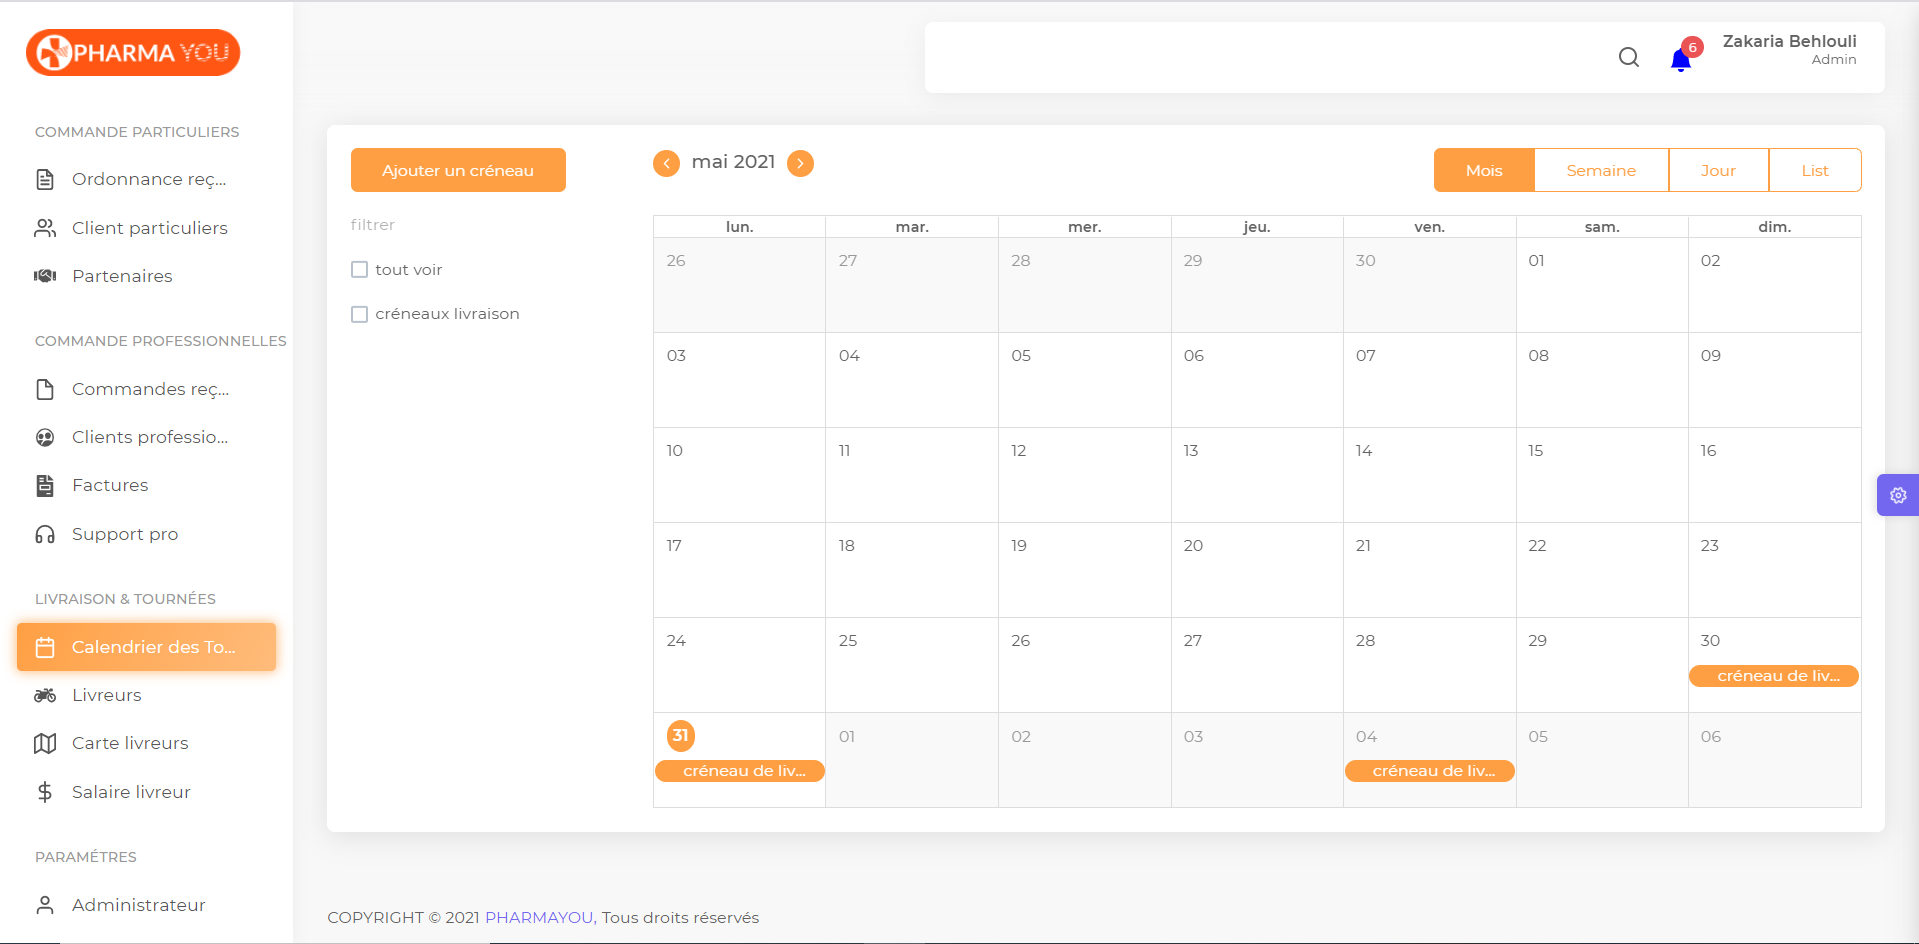 PHARMA YOU
COMMANDE PARTICULIERS
Ordonnance reç...
Client particuliers
Partenaires
COMMANDE PROFESSIONNELLES
Commandes reç...
Clients professio...
Factures
Support pro
LIVRAISON & TOURNÉES
Calendrier des To...
Livreurs
Carte livreurs
Salaire livreur
PARAMÉTRES
Administrateur
6
Zakaria Behlouli
Admin
Ajouter un créneau
filtrer
tout voir
créneaux livraison
mai 2021
Mois Semaine Jour List
lun. mar. mer. jeu. ven. sam. dim.
26 27 28 29 30 01 02
03 04 05 06 07 08 09
10 11 12 13 14 15 16
17 18 19 20 21 22 23
24 25 26 27 28 29 30
créneau de liv...
31 01 02 03 04 05 06
créneau de liv... créneau de liv...
COPYRIGHT © 2021 PHARMAYOU, Tous droits réservés